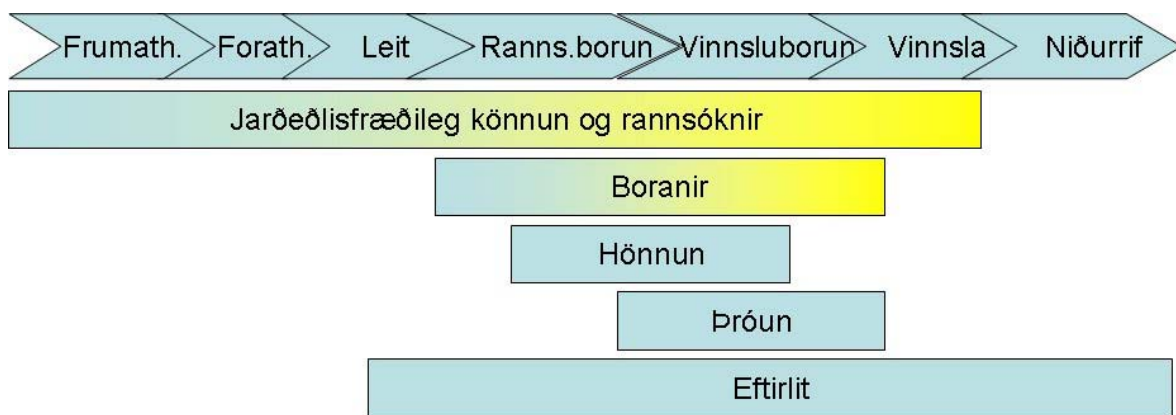 Frumath. Forath. Leit Ranns.borun Vinnsluborun Vinnsla Niðurrif
Jarðeðlisfræðileg könnun og rannsóknir
Boranir
Hönnun
Þróun
Eftirlit